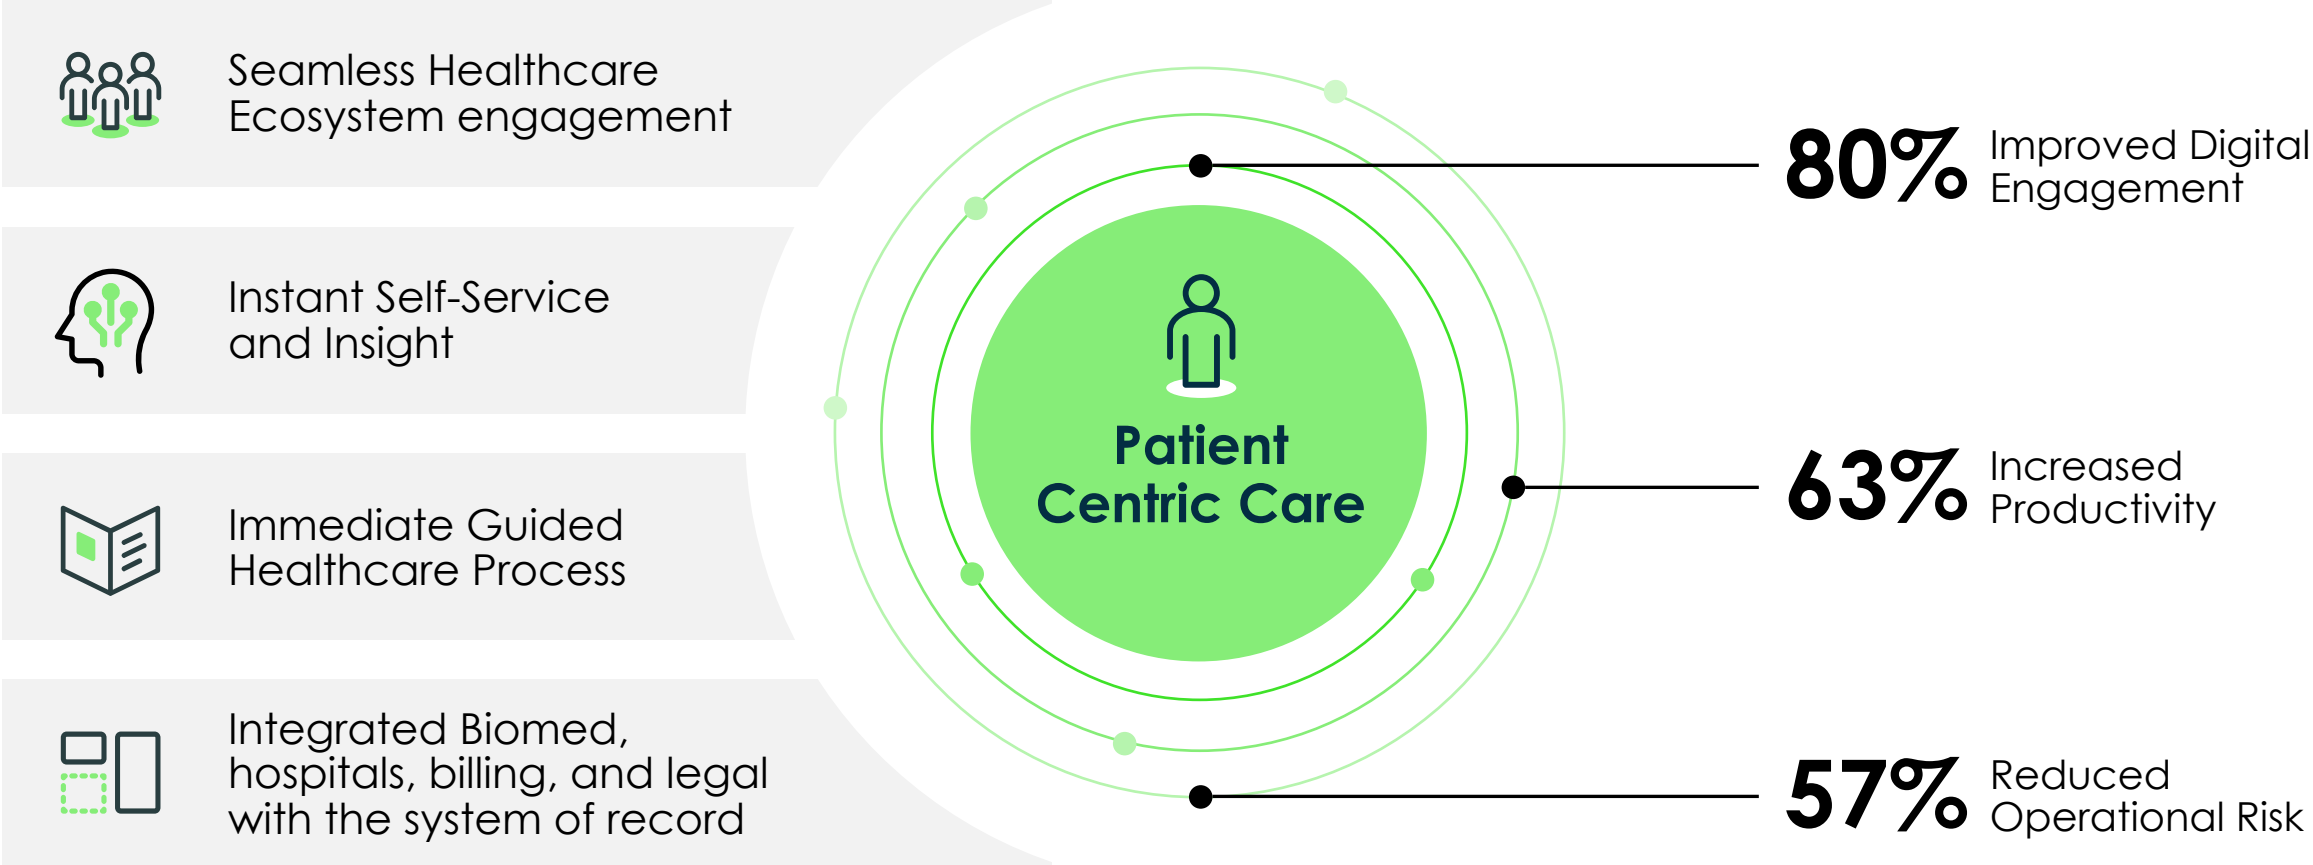 Seamless Healthcare
Ecosystem engagement
Instant Self-Service
and Insight
Immediate Guided
Healthcare Process
Integrated Biomed,
hospitals, billing, and legal
with the system of record
Patient
Centric Care
80% Improved Digital
Engagement
63% Increased
Productivity
57% Reduced
Operational Risk